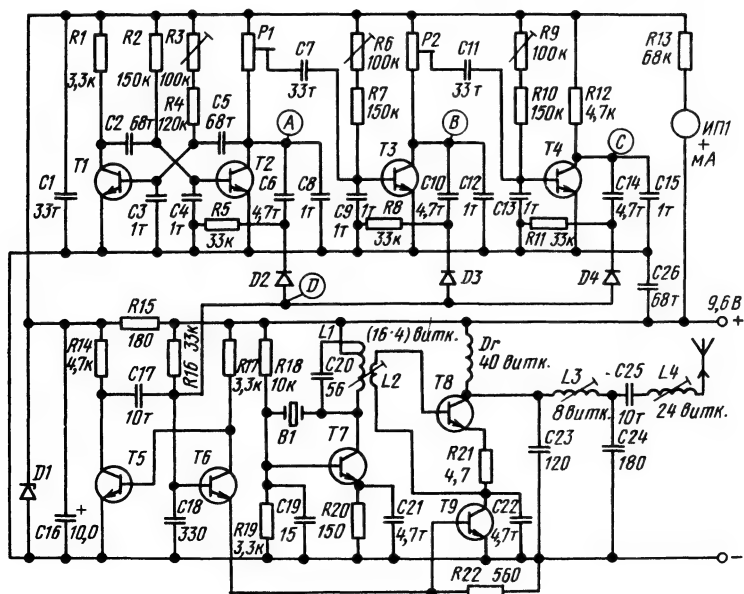 R1
R2
R3
P1
C7
R6
100к
P2
C11
R9
100к
R13
68к
3,3к
150к
100к
33т
33т
R4
120к
C5
68т
R7
150к
R10
150к
R12
4,7к
ИП1
+
мА
C2
68т
A
B
C
T1
T2
T3
T4
C1
33т
C3
1т
C4
1т
R5
33к
C6
4,7т
C8
1т
C9
1т
R8
33к
C10
4,7т
C12
1т
C13
1т
R11 33к
C14
4,7т
C15
1т
D2
D
D3
D4
C26
68т
9,6В
+
R15
180
R14
4,7к
R16 33к
C17
10т
R17
3,3к
R18
10к
L1
C20
56
(16·4) витк.
L2
Dr
40 витк.
T8
L3
8 витк.
C25
10т
L4
24 витк.
B1
D1
T5
T6
T7
R21
4,7
C23
120
C24
180
C16
+
10,0
C18
330
R19
3,3к
C19
15
R20
150
C21
4,7т
T9
C22
4,7т
−
R22 560